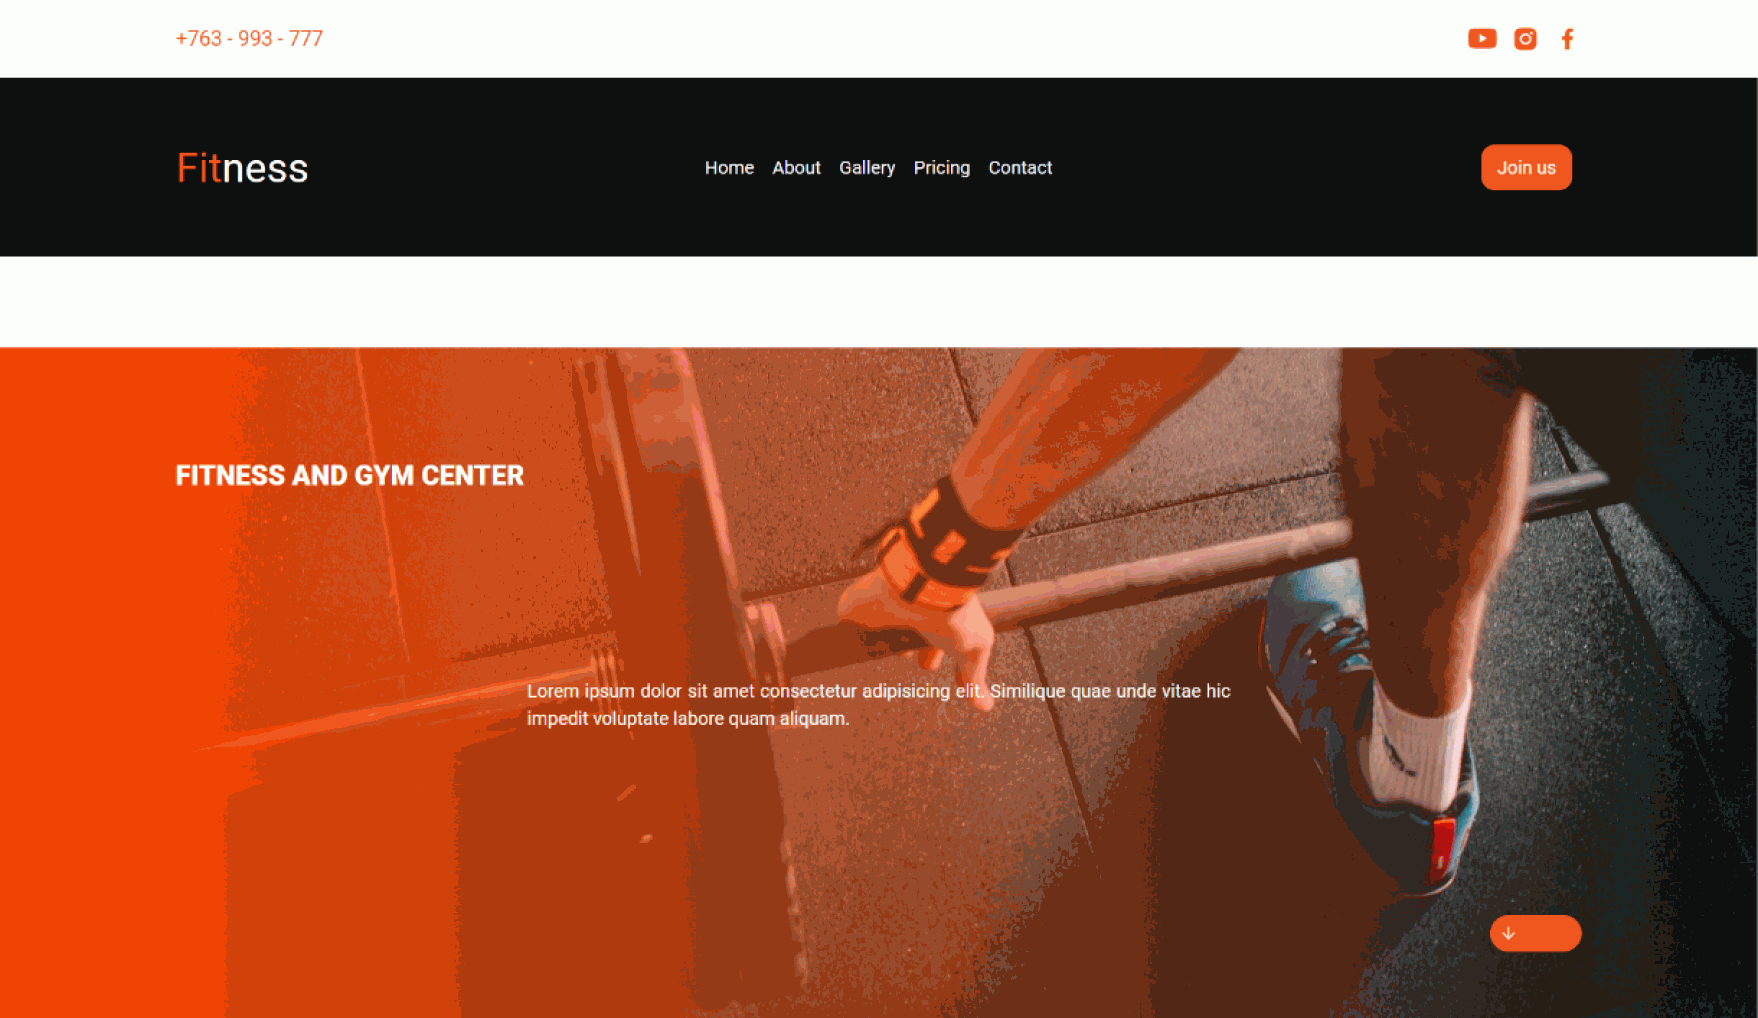 +763 - 993 - 777
Fitness
Home About Gallery Pricing Contact
Join us
FITNESS AND GYM CENTER
Lorem ipsum dolor sit amet consectetur adipisicing elit. Similique quae unde vitae hic
impedit voluptate labore quam aliquam.